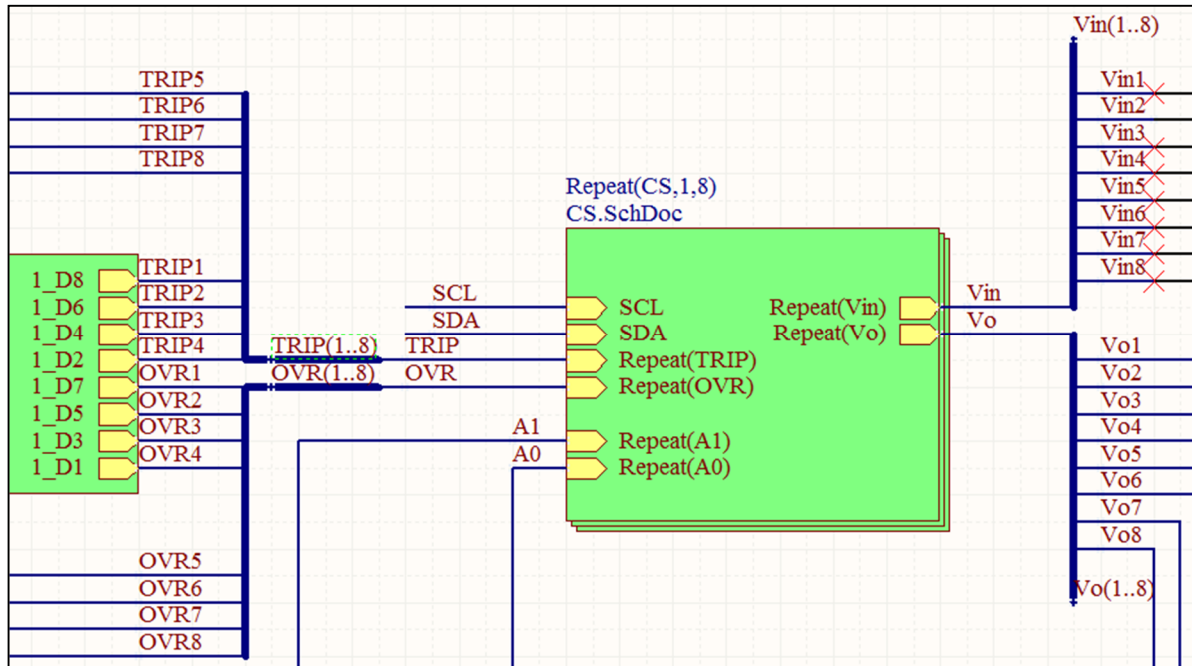 Vin(1..8)
TRIP5
TRIP6
TRIP7
TRIP8
Vin1
Vin2
Vin3
Vin4
Vin5
Vin6
Vin7
Vin8
Repeat(CS,1,8)
CS.SchDoc
1_D8 TRIP1
1_D6 TRIP2
1_D4 TRIP3
1_D2 TRIP4
1_D7 OVR1
1_D5 OVR2
1_D3 OVR3
1_D1 OVR4
TRIP(1..8)
OVR(1..8)
SCL SCL
SDA SDA
TRIP Repeat(TRIP)
OVR Repeat(OVR)
A1 Repeat(A1)
A0 Repeat(A0)
Repeat(Vin) Vin
Repeat(Vo) Vo
Vo1
Vo2
Vo3
Vo4
Vo5
Vo6
Vo7
Vo8
Vo(1..8)
OVR5
OVR6
OVR7
OVR8